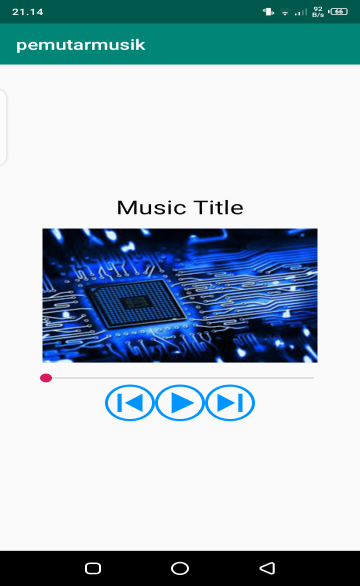 21.14
92
B/s
66
pemutarmusik
Music Title